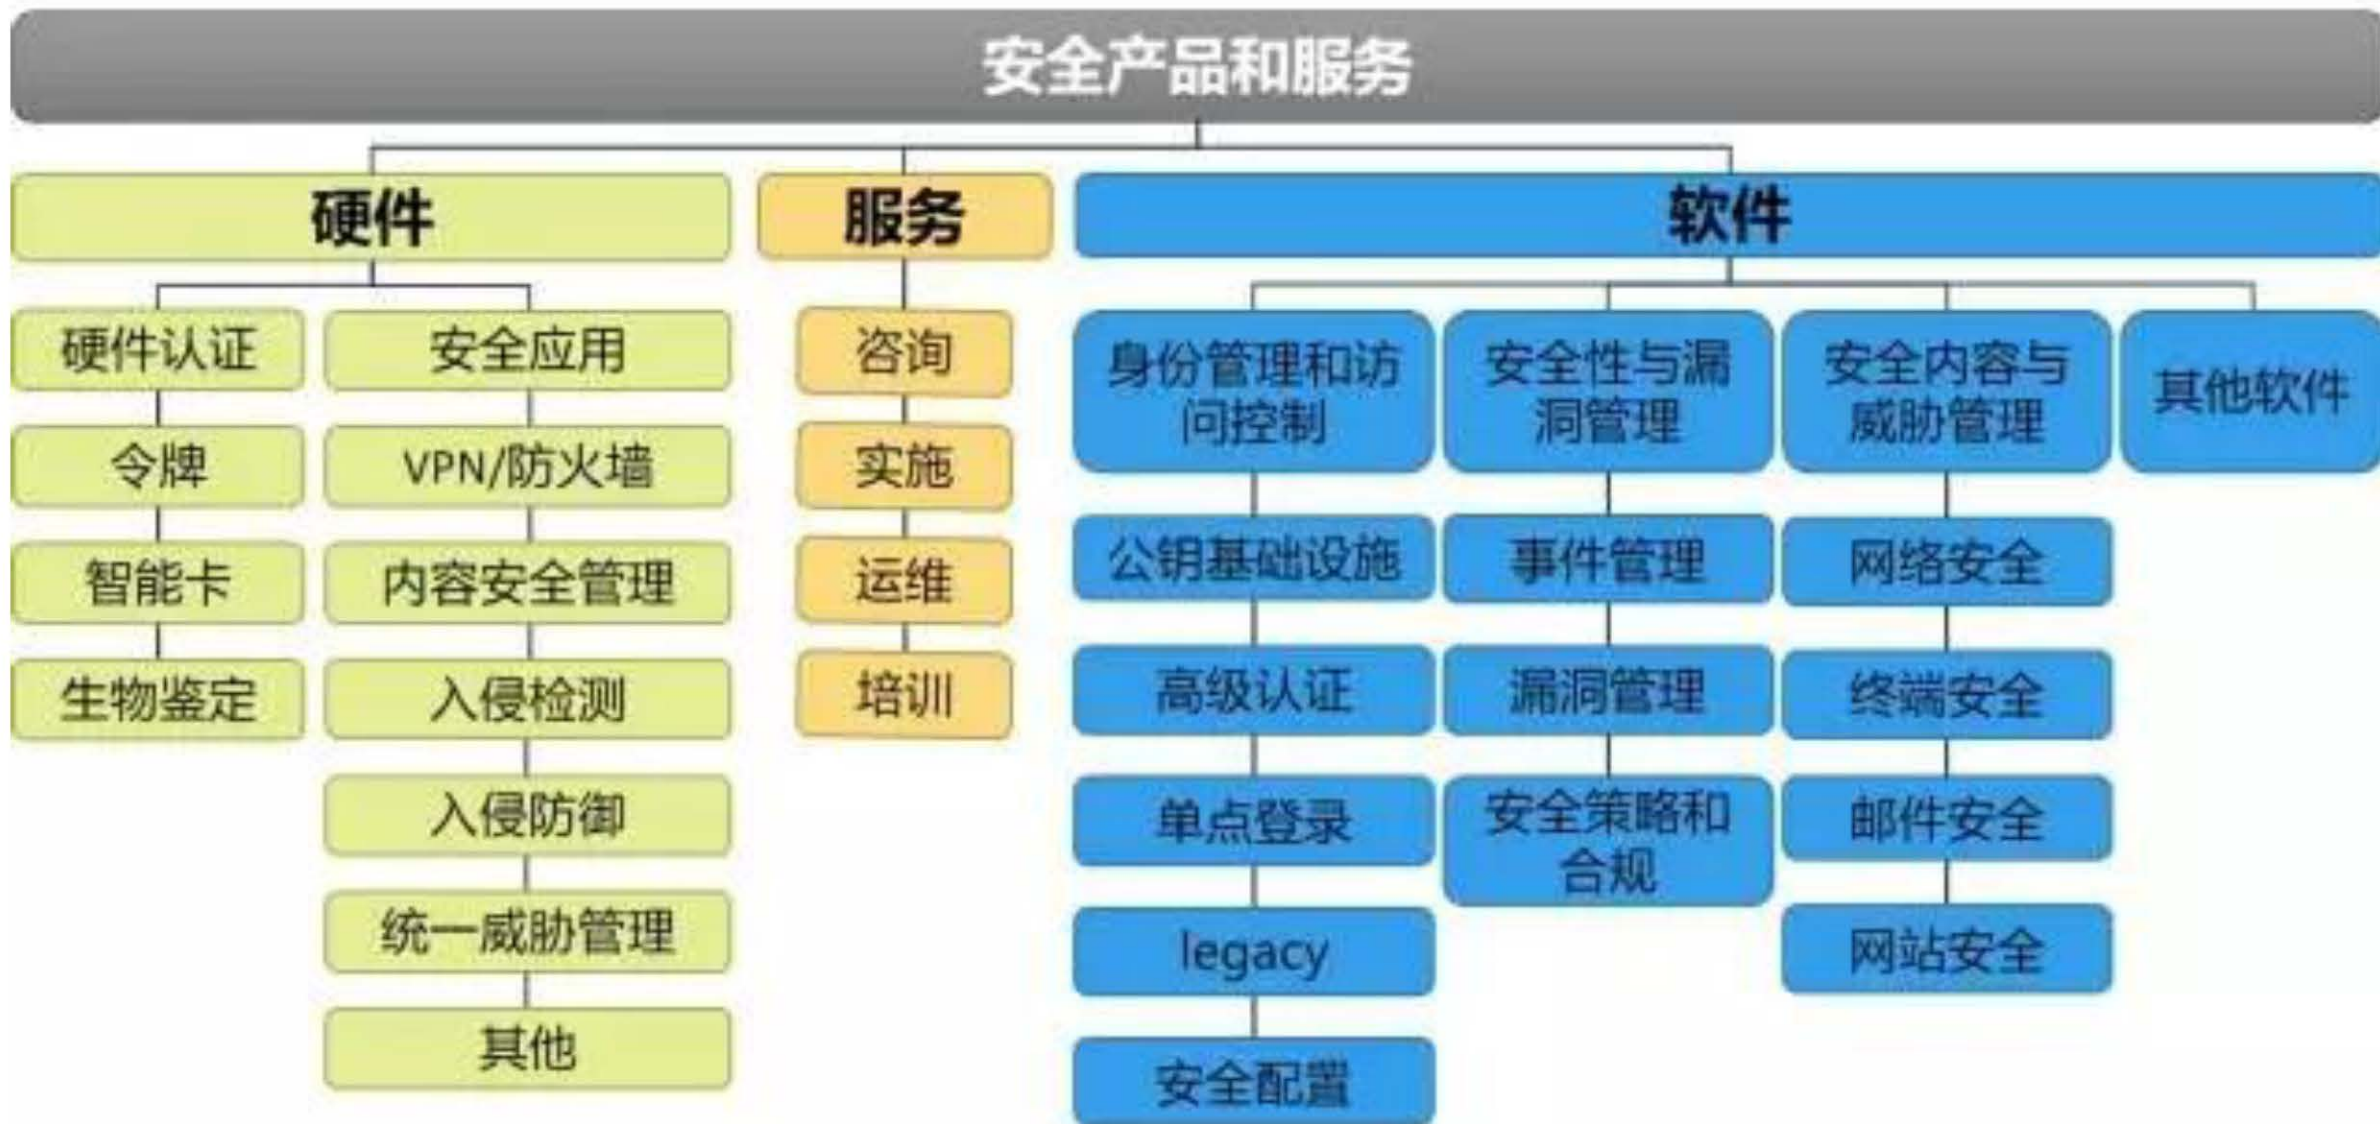 安全产品和服务
硬件
服务
软件
硬件认证
令牌
智能卡
生物鉴定
安全应用
VPN/防火墙
内容安全管理
入侵检测
入侵防御
统一威胁管理
其他
咨询
实施
运维
培训
身份管理和访
问控制
公钥基础设施
高级认证
单点登录
legacy
安全配置
安全性与漏
洞管理
事件管理
漏洞管理
安全策略和
合规
安全内容与
威胁管理
网络安全
终端安全
邮件安全
网站安全
其他软件